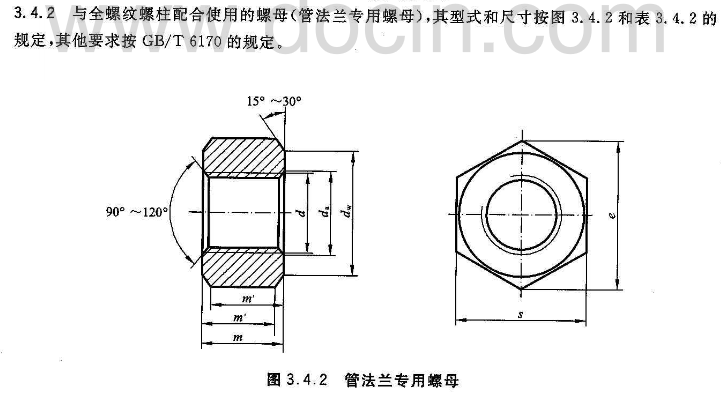 3.4.2 与全螺纹螺柱配合使用的螺母(管法兰专用螺母),其型式和尺寸按图 3.4.2 和表 3.4.2 的
规定,其他要求按 GB/T 6170 的规定。
www.docin.com
15° ~30°
90° ~120°
d
da
dw
e
m'
m'
m
s
图 3.4.2 管法兰专用螺母